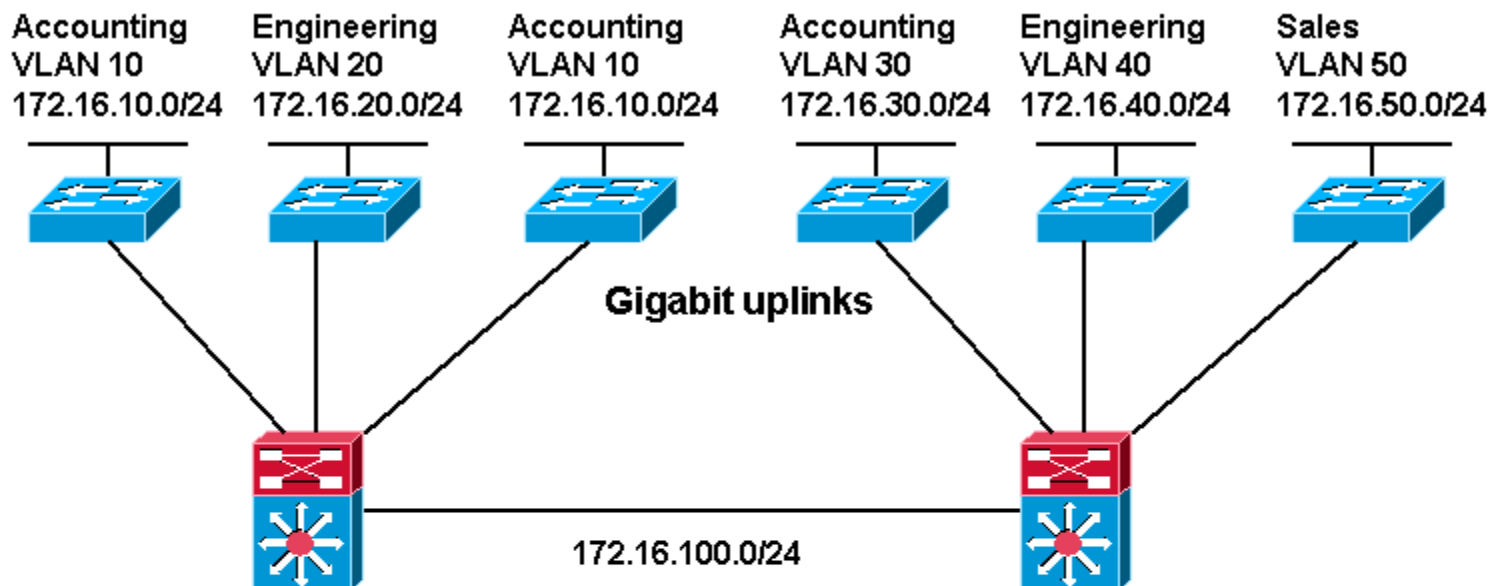 Accounting
VLAN 10
172.16.10.0/24
Engineering
VLAN 20
172.16.20.0/24
Accounting
VLAN 10
172.16.10.0/24
Accounting
VLAN 30
172.16.30.0/24
Engineering
VLAN 40
172.16.40.0/24
Sales
VLAN 50
172.16.50.0/24
Gigabit uplinks
172.16.100.0/24